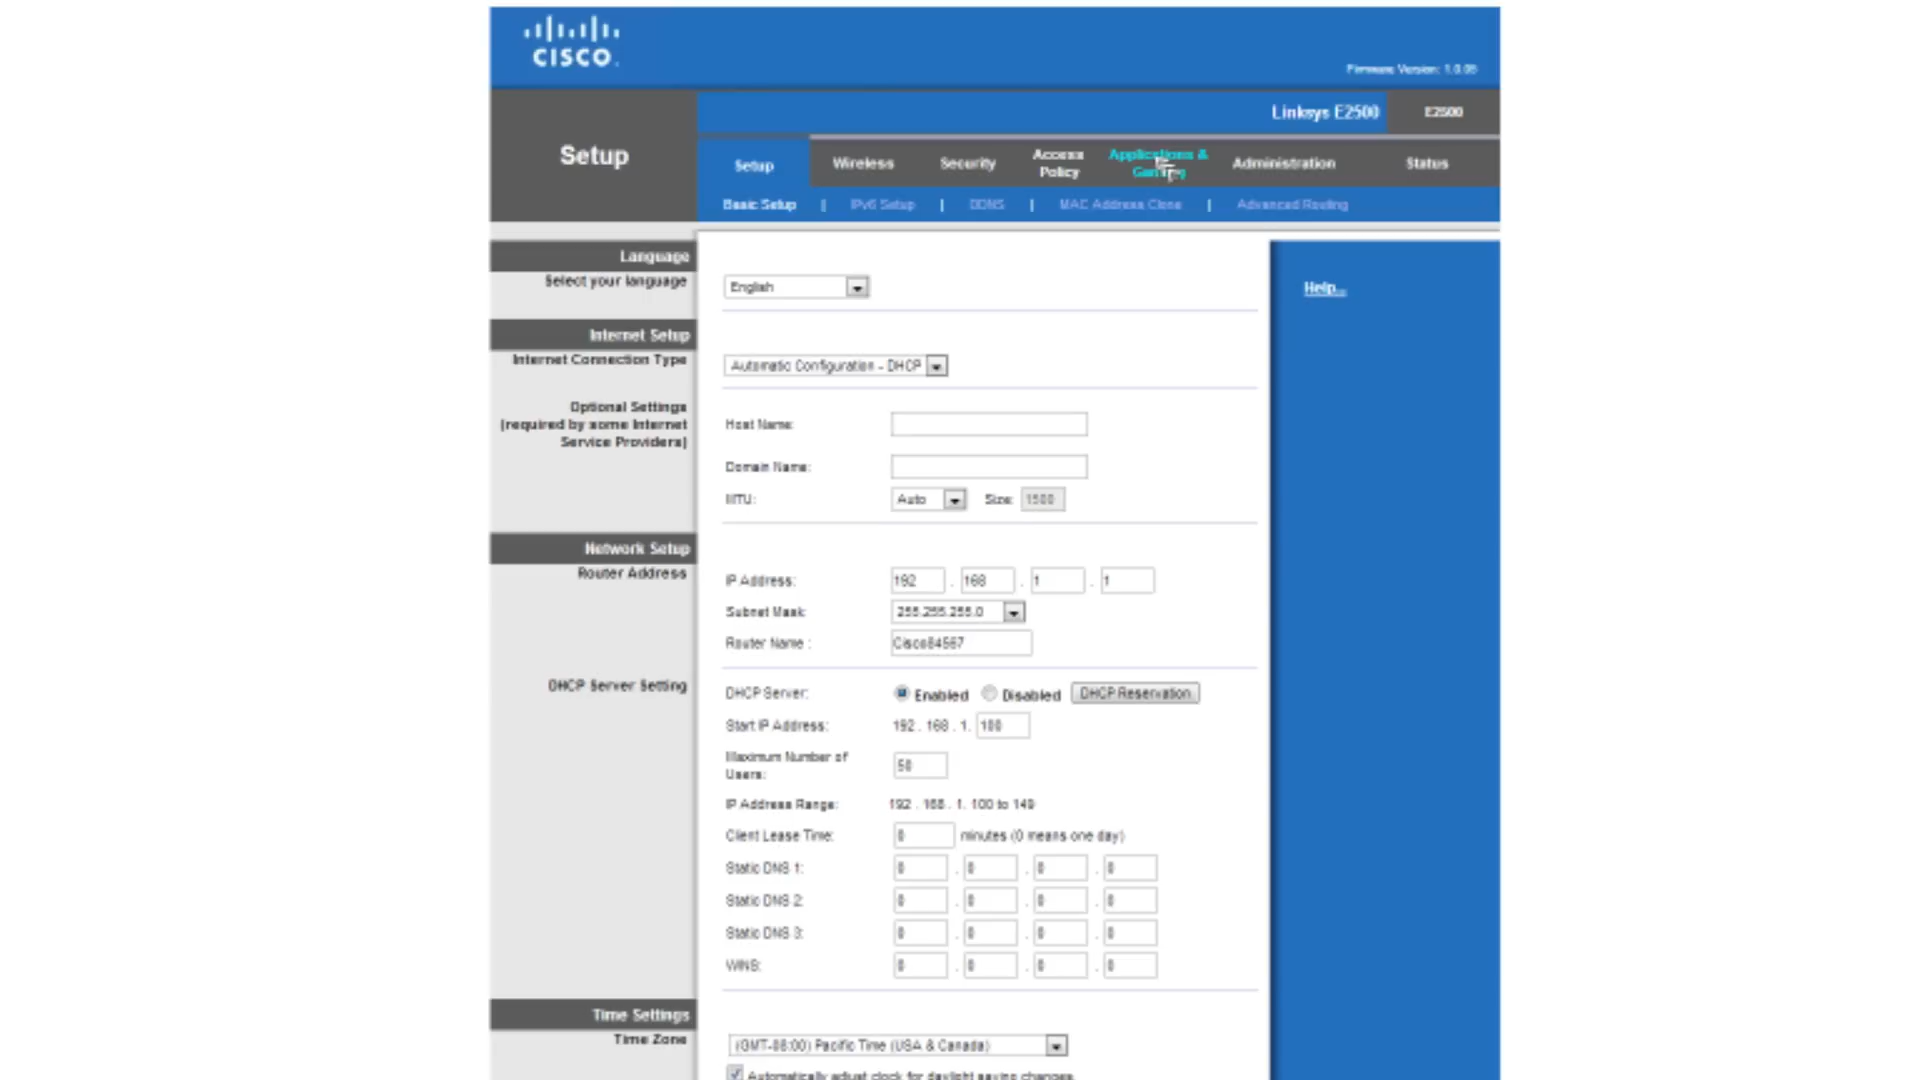 CISCO
Firmware Version: 1.0.05
Linksys E2500
E2500
Setup
Setup Wireless Security Access Policy Applications & Gaming Administration Status
Basic Setup | IPv6 Setup | DDNS | MAC Address Clone | Advanced Routing
Language
Select your language
English
Help...
Internet Setup
Internet Connection Type
Automatic Configuration - DHCP
Optional Settings
(required by some Internet
Service Providers)
Host Name:
Domain Name:
MTU: Auto Size: 1500
Network Setup
Router Address
IP Address: 192 . 168 . 1 . 1
Subnet Mask: 255.255.255.0
Router Name :
DHCP Server Setting
DHCP Server: Enabled Disabled DHCP Reservation
Start IP Address: 192 . 168 . 1. 100
Maximum Number of
Users: 50
IP Address Range: 192 . 168 . 1. 100 to 149
Client Lease Time: 0 minutes (0 means one day)
Static DNS 1: 0 . 0 . 0 . 0
Static DNS 2: 0 . 0 . 0 . 0
Static DNS 3: 0 . 0 . 0 . 0
WINS: 0 . 0 . 0 . 0
Time Settings
Time Zone
(GMT-08:00) Pacific Time (USA & Canada)
Automatically adjust clock for daylight saving changes.